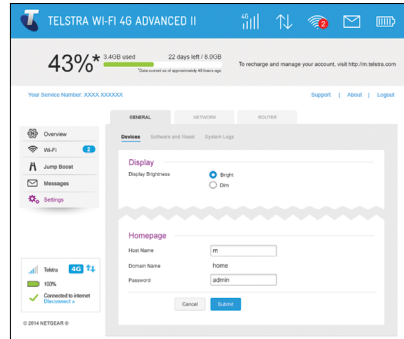 TELSTRA WI-FI 4G ADVANCED II
4G
2
43%* 3.4GB used 22 days left / 8.0GB
*Data current as of approximately 48 hours ago
To recharge and manage your account, visit http://m.telstra.com
Your Service Number: XXXX XXXXXX
Support | About | Logout
GENERAL NETWORK ROUTER
Devices Software and Reset System Logs
Overview
Wi-Fi 2
Jump Boost
Messages
Settings
Display
Display Brightness Bright
Dim
Homepage
Host Name m
Domain Name home
Password admin
Cancel Submit
Telstra 4G
100%
Connected to internet
Disconnect »
© 2014 NETGEAR ®